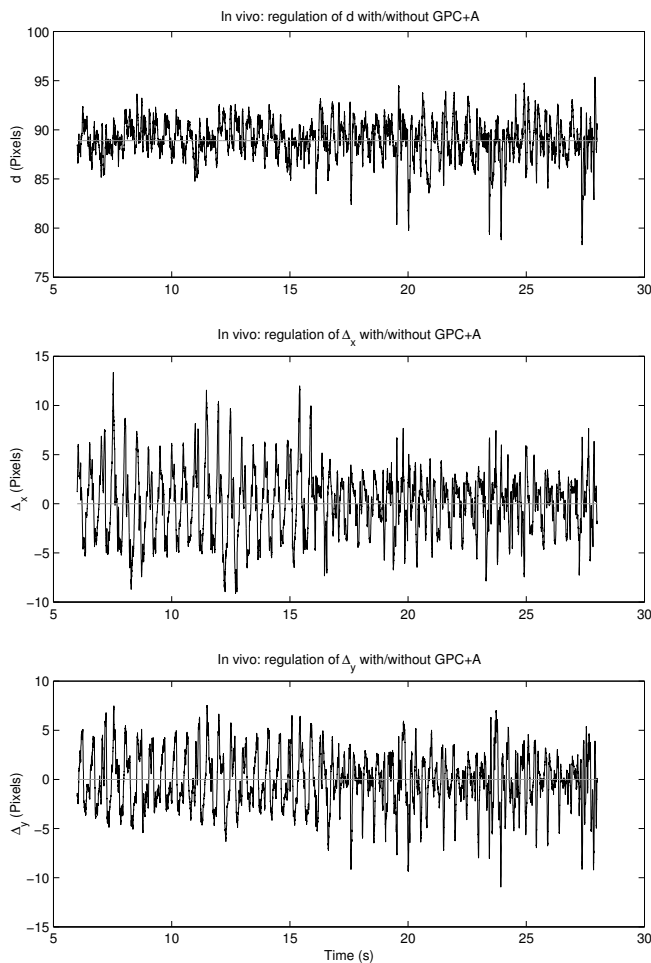 In vivo: regulation of d with/without GPC+A
100
95
90
85
80
75
d (Pixels)
5 10 15 20 25 30
In vivo: regulation of Δx with/without GPC+A
15
10
5
0
−5
−10
Δx (Pixels)
5 10 15 20 25 30
In vivo: regulation of Δy with/without GPC+A
10
5
0
−5
−10
−15
Δy (Pixels)
5 10 15 20 25 30
Time (s)